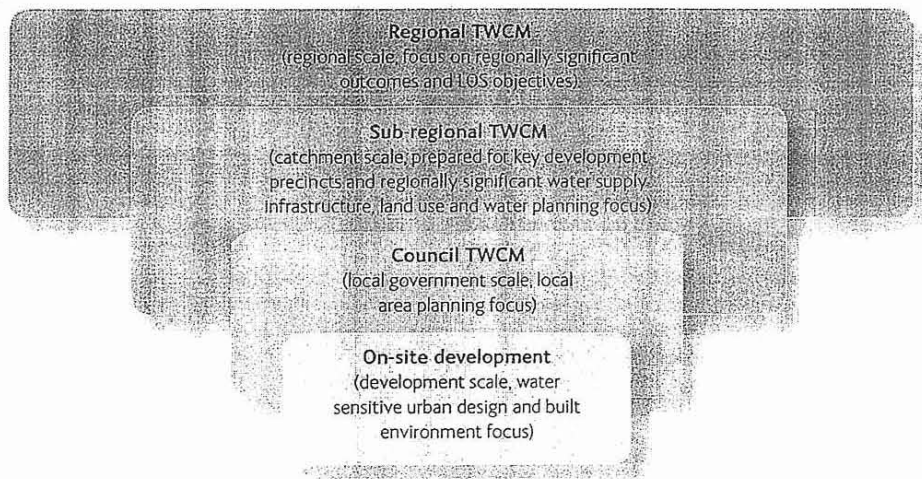 Regional TWCM
(regional scale, focus on regionally significant
outcomes and LOS objectives)
Sub-regional TWCM
(catchment scale, prepared for key development
precincts and regionally significant water supply
infrastructure, land use and water planning focus)
Council TWCM
(local government scale, local
area planning focus)
On-site development
(development scale, water
sensitive urban design and built
environment focus)